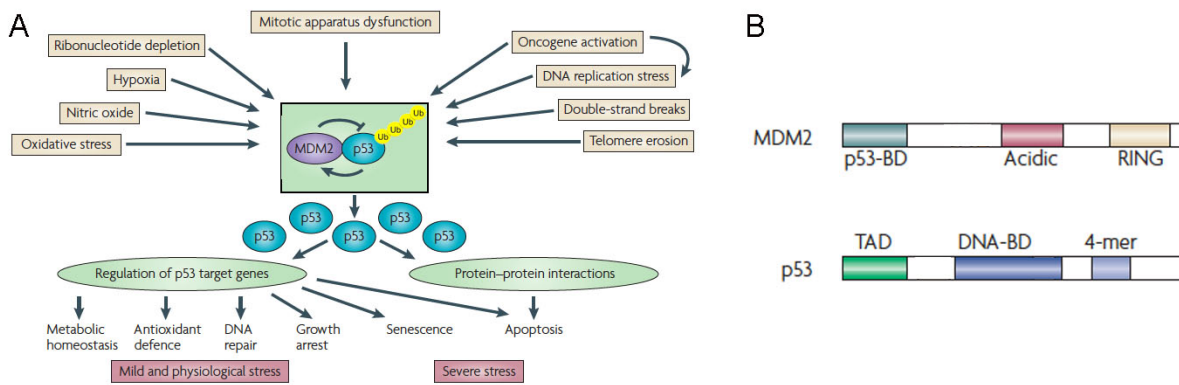 A
Mitotic apparatus dysfunction
Ribonucleotide depletion
Hypoxia
Nitric oxide
Oxidative stress
Oncogene activation
DNA replication stress
Double-strand breaks
Telomere erosion
Ub
Ub
Ub
Ub
MDM2
p53
p53
p53
p53
p53
p53
Regulation of p53 target genes
Protein–protein interactions
Metabolic
homeostasis
Antioxidant
defence
DNA
repair
Growth
arrest
Senescence
Apoptosis
Mild and physiological stress
Severe stress
B
MDM2
p53-BD
Acidic
RING
p53
TAD
DNA-BD
4-mer